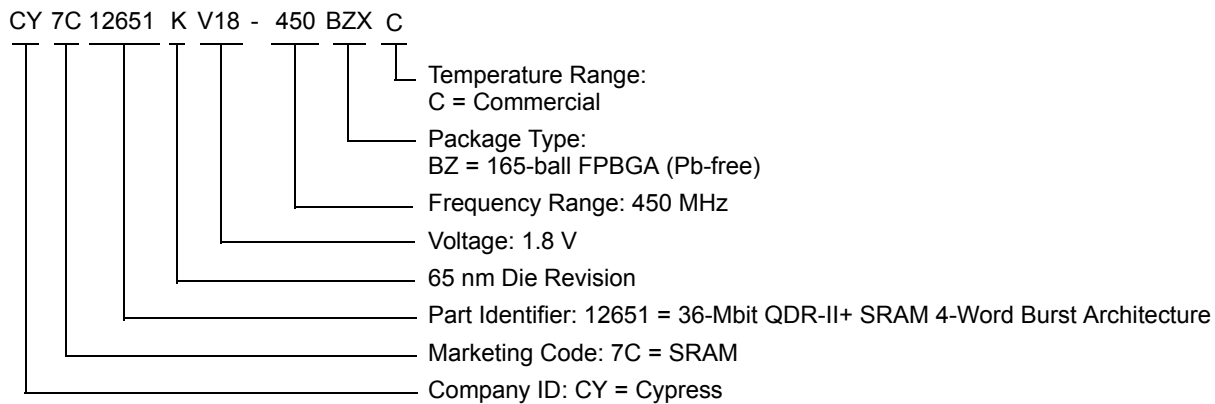 CY 7C 12651 K V18 - 450 BZX C
Temperature Range:
C = Commercial
Package Type:
BZ = 165-ball FPBGA (Pb-free)
Frequency Range: 450 MHz
Voltage: 1.8 V
65 nm Die Revision
Part Identifier: 12651 = 36-Mbit QDR-II+ SRAM 4-Word Burst Architecture
Marketing Code: 7C = SRAM
Company ID: CY = Cypress